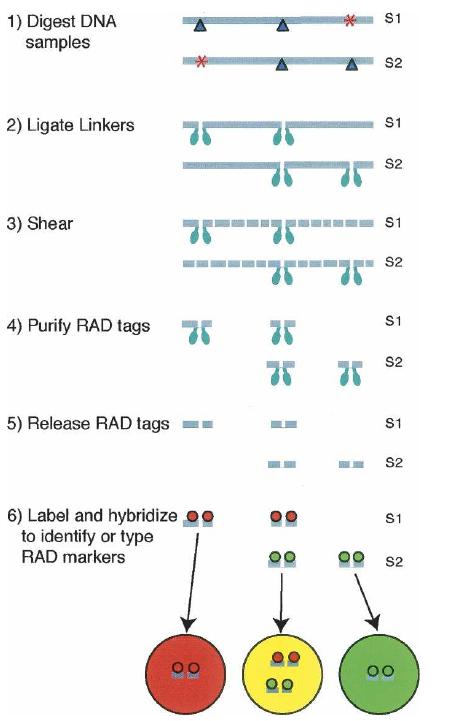 1) Digest DNA
samples
S1
S2
2) Ligate Linkers
S1
S2
3) Shear
S1
S2
4) Purify RAD tags
S1
S2
5) Release RAD tags
S1
S2
6) Label and hybridize
to identify or type
RAD markers
S1
S2